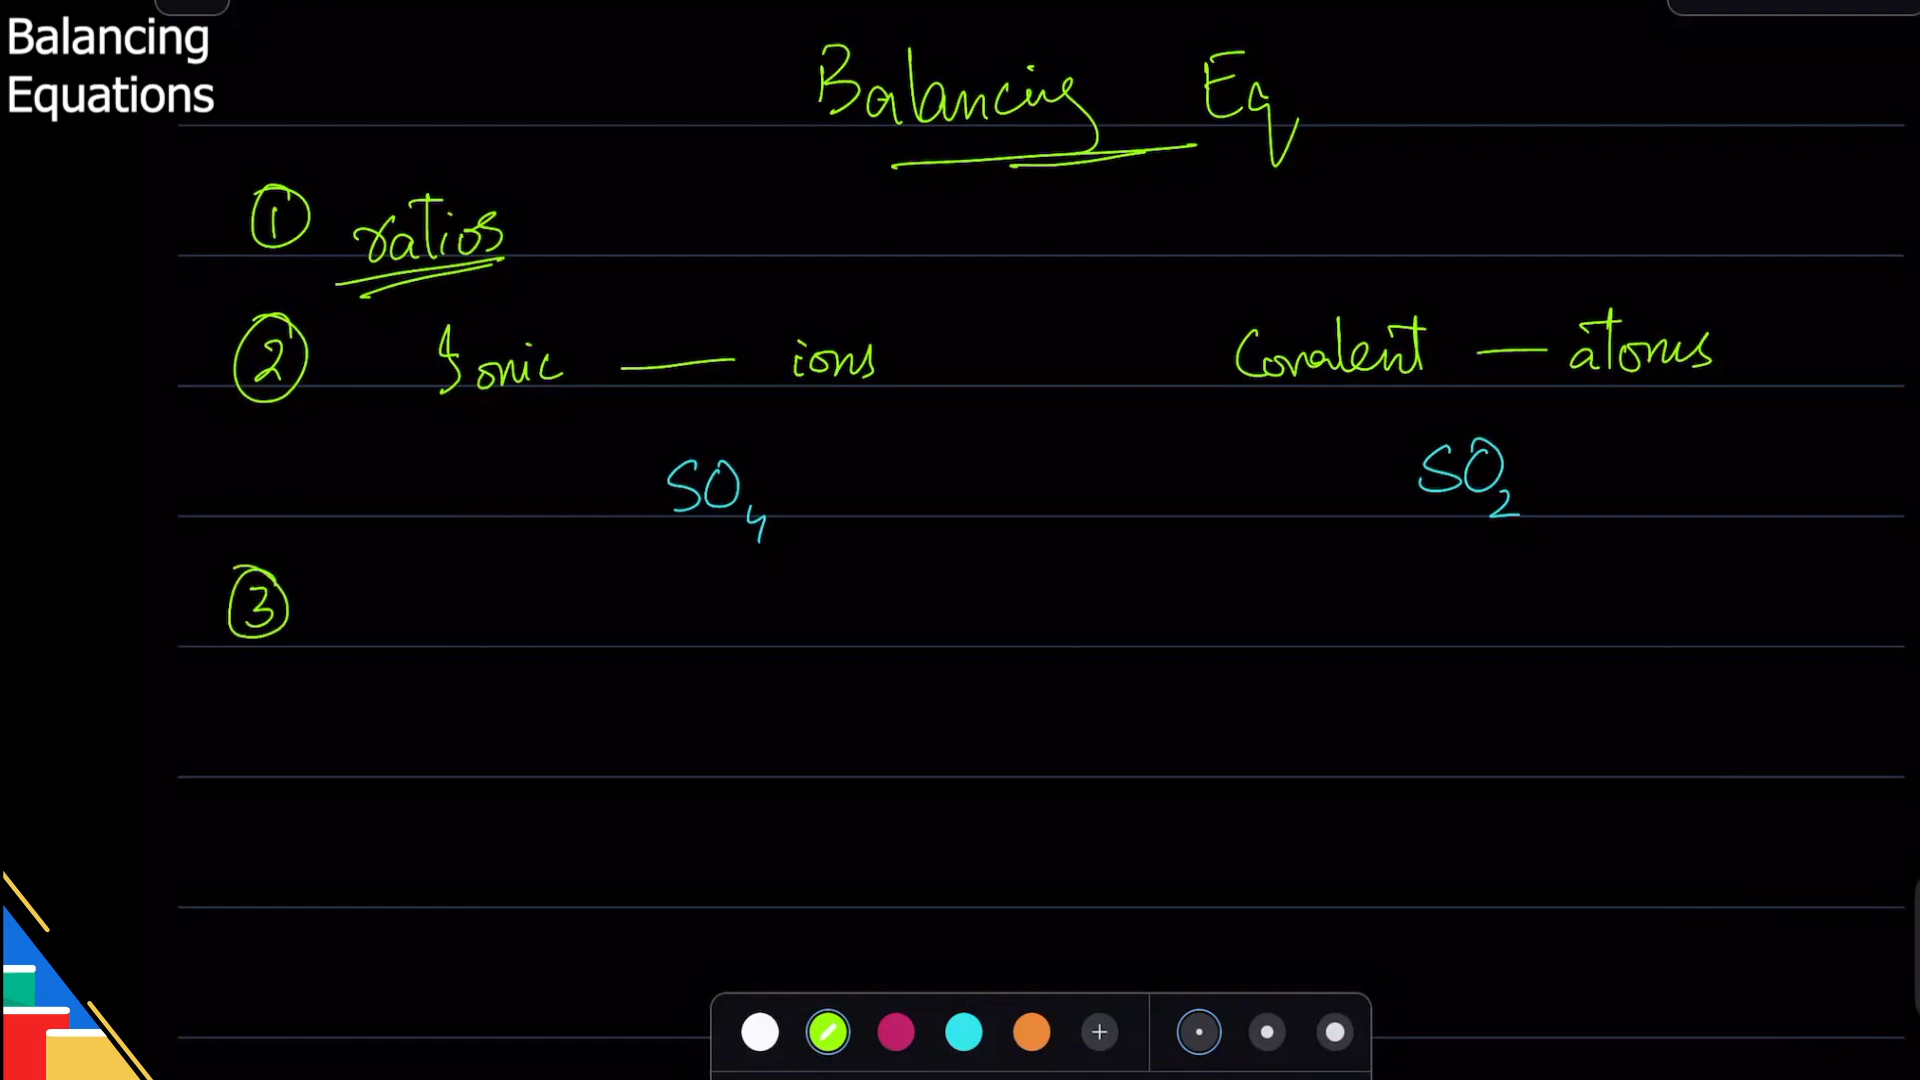 Balancing
Equations
Balancing Eq
① ratios
② Ionic — ions Covalent — atoms
SO₄ SO₂
③